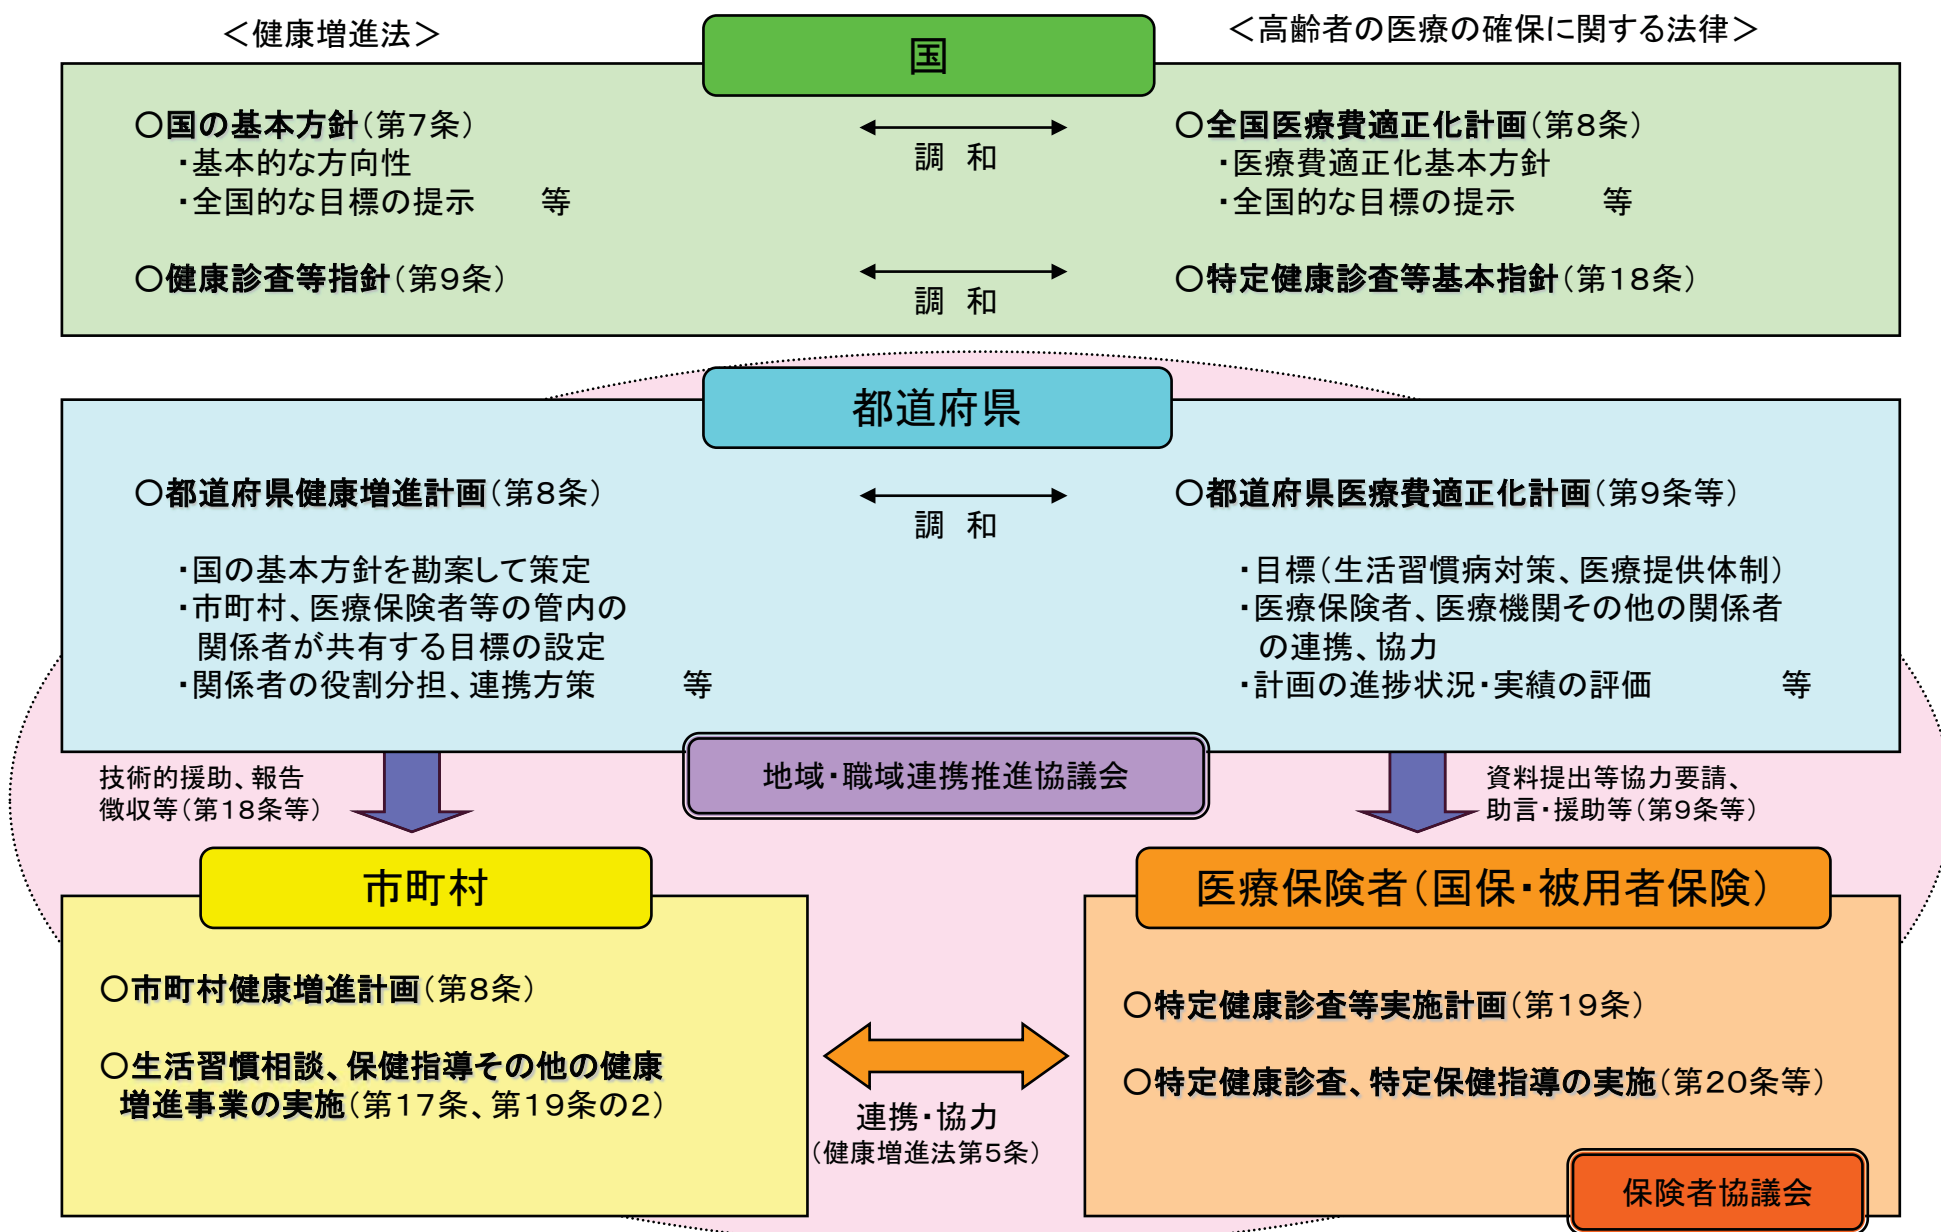 ＜健康増進法＞
＜高齢者の医療の確保に関する法律＞
国
○国の基本方針（第７条）
・基本的な方向性
・全国的な目標の提示　　等
調 和
○全国医療費適正化計画（第８条）
・医療費適正化基本方針
・全国的な目標の提示　　等
○健康診査等指針（第９条）
調 和
○特定健康診査等基本指針（第１８条）
都道府県
○都道府県健康増進計画（第８条）
・国の基本方針を勘案して策定
・市町村、医療保険者等の管内の
関係者が共有する目標の設定
・関係者の役割分担、連携方策　　等
調 和
○都道府県医療費適正化計画（第９条等）
・目標（生活習慣病対策、医療提供体制）
・医療保険者、医療機関その他の関係者
の連携、協力
・計画の進捗状況・実績の評価　　等
地域・職域連携推進協議会
技術的援助、報告
徴収等（第１８条等）
資料提出等協力要請、
助言・援助等（第９条等）
市町村
○市町村健康増進計画（第８条）
○生活習慣相談、保健指導その他の健康
増進事業の実施（第１７条、第１９条の２）
連携・協力
（健康増進法第５条）
医療保険者（国保・被用者保険）
○特定健康診査等実施計画（第１９条）
○特定健康診査、特定保健指導の実施（第２０条等）
保険者協議会